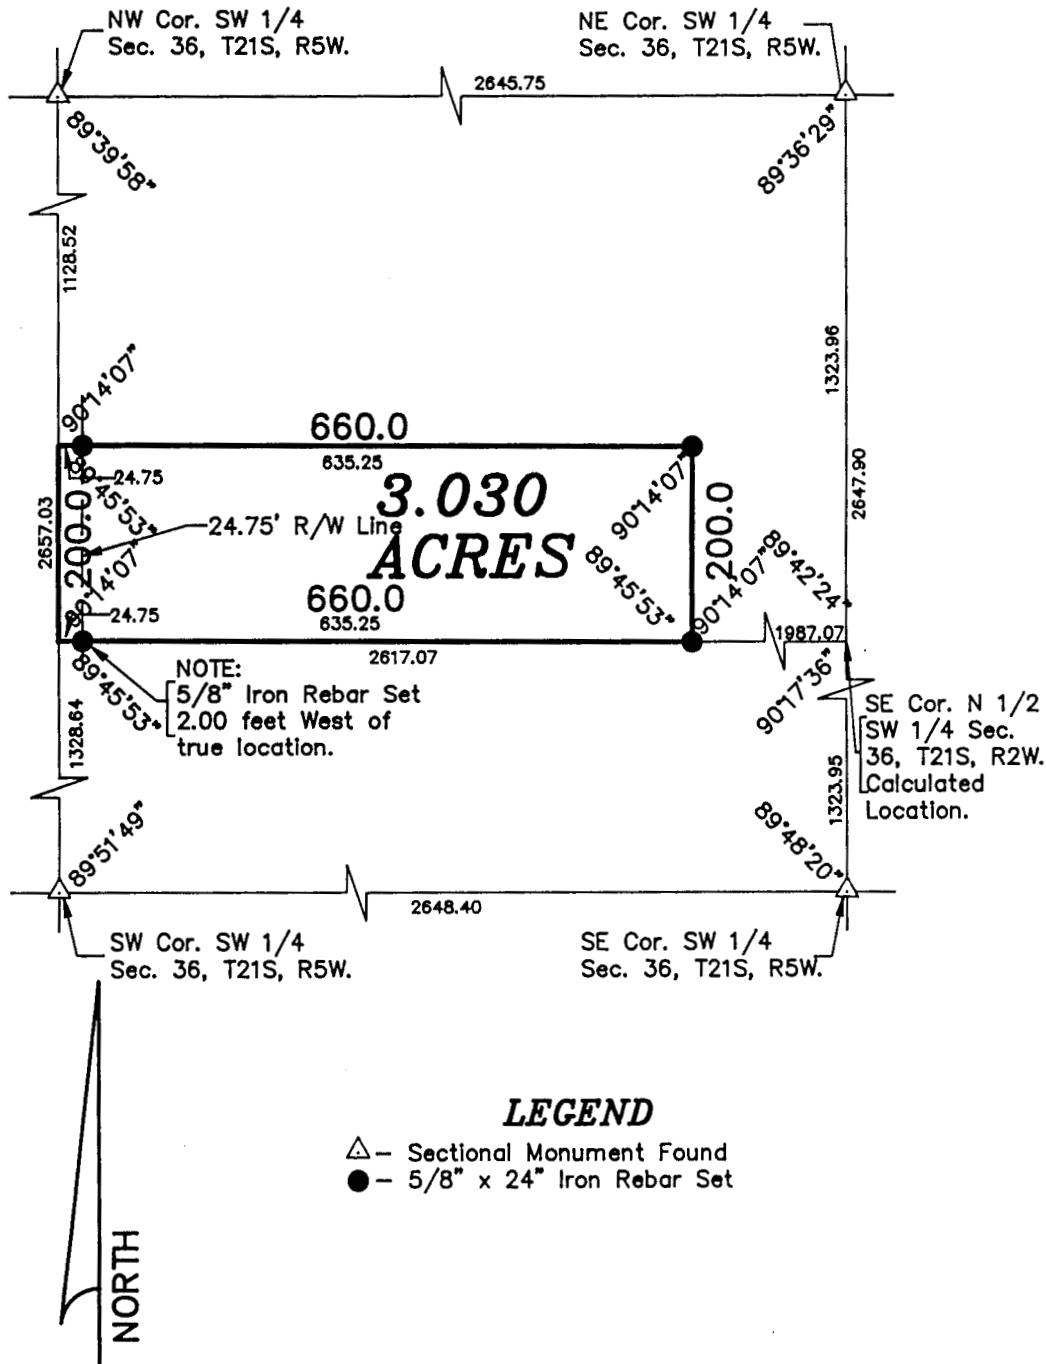 NW Cor. SW 1/4
Sec. 36, T21S, R5W.
NE Cor. SW 1/4
Sec. 36, T21S, R5W.
2645.75
89°39'58"
89°36'29"
1128.52
1323.96
90°14'07"
660.0
635.25
24.75
89°45'53"
3.030
ACRES
90°14'07"
200.0
2647.90
2657.03
200.0
24.75' R/W Line
90°14'07"
89°45'53"
90°14'07"
89°42'24"
660.0
635.25
24.75
2617.07
1987.07
89°45'53"
NOTE:
5/8" Iron Rebar Set
2.00 feet West of
true location.
90°17'36"
SE Cor. N 1/2
SW 1/4 Sec.
36, T21S, R2W.
Calculated
Location.
1328.64
1323.95
89°51'49"
89°48'20"
2648.40
SW Cor. SW 1/4
Sec. 36, T21S, R5W.
SE Cor. SW 1/4
Sec. 36, T21S, R5W.
NORTH
LEGEND
– Sectional Monument Found
– 5/8" x 24" Iron Rebar Set